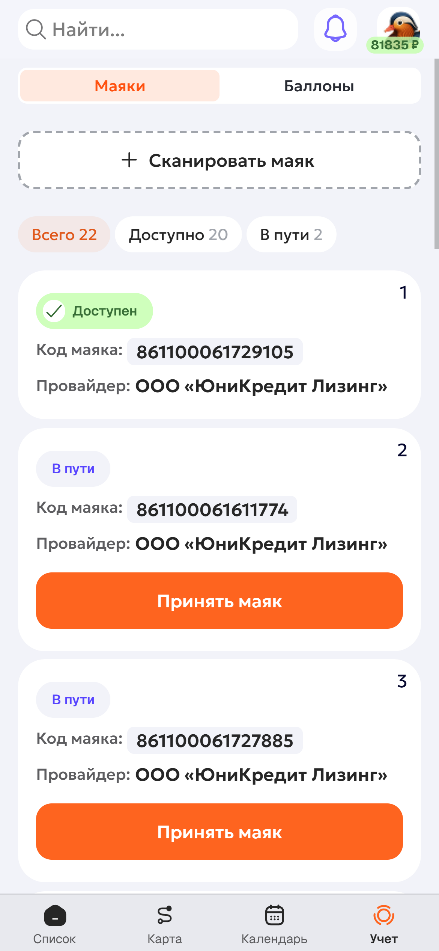 Найти...
81835 ₽
Маяки
Баллоны
+ Сканировать маяк
Всего 22
Доступно 20
В пути 2
1
Доступен
Код маяка: 861100061729105
Провайдер: ООО «ЮниКредит Лизинг»
2
В пути
Код маяка: 861100061611774
Провайдер: ООО «ЮниКредит Лизинг»
Принять маяк
3
В пути
Код маяка: 861100061727885
Провайдер: ООО «ЮниКредит Лизинг»
Принять маяк
Список
Карта
Календарь
Учет